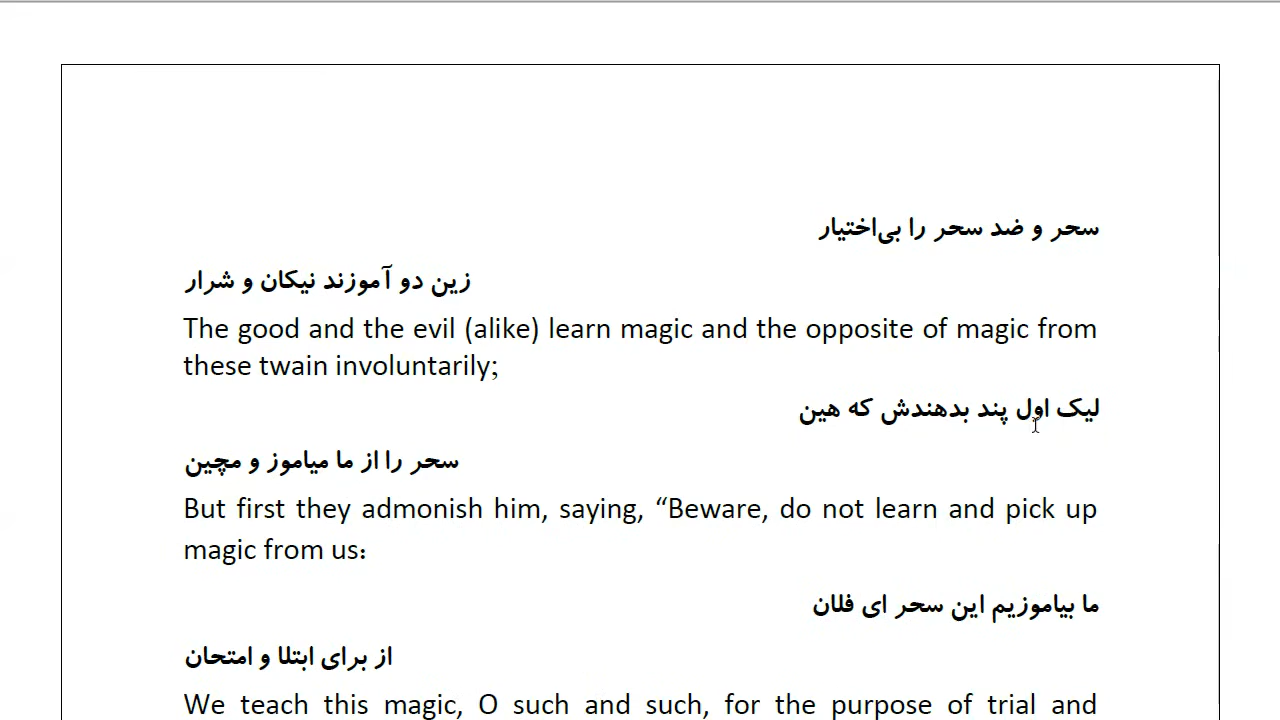 سحر و ضد سحر را بی‌اختیار
زین دو آموزند نیکان و شرار
The good and the evil (alike) learn magic and the opposite of magic from
these twain involuntarily;
لیک اول پند بدهندش که هین
سحر را از ما میاموز و مچین
But first they admonish him, saying, “Beware, do not learn and pick up
magic from us:
ما بیاموزیم این سحر ای فلان
از برای ابتلا و امتحان
We teach this magic, O such and such, for the purpose of trial and